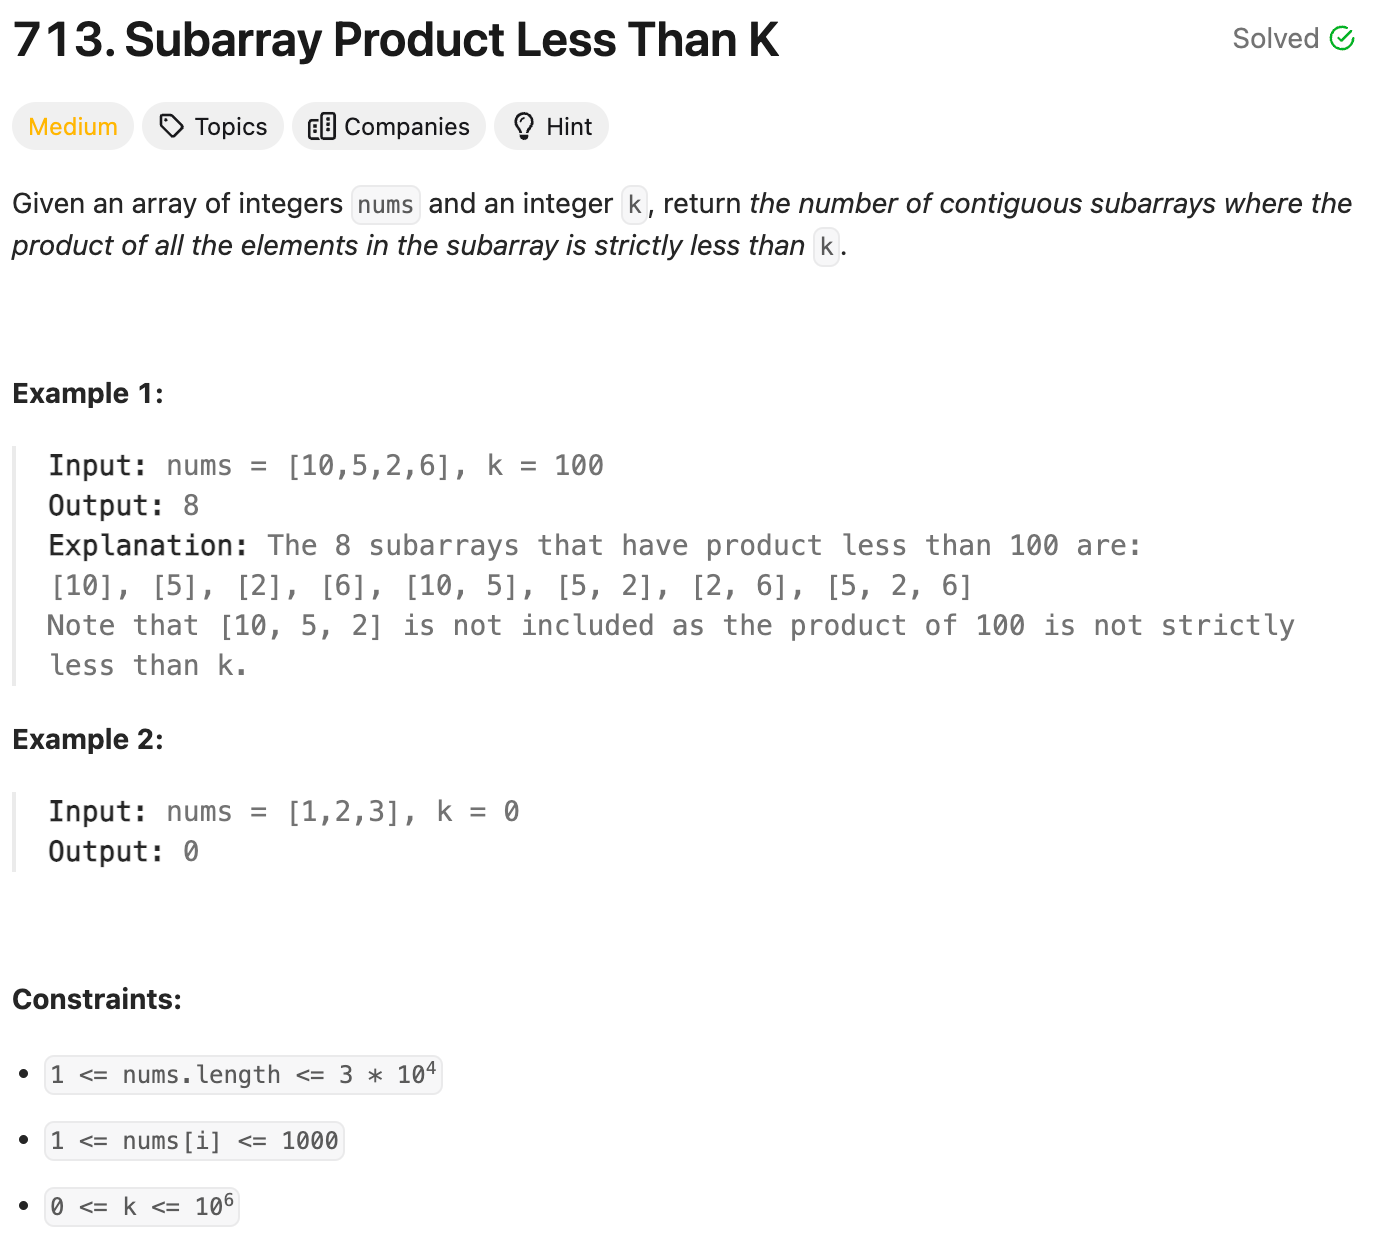 713. Subarray Product Less Than K
Solved
Medium Topics Companies Hint
Given an array of integers nums and an integer k, return the number of contiguous subarrays where the
product of all the elements in the subarray is strictly less than k.
Example 1:
Input: nums = [10,5,2,6], k = 100
Output: 8
Explanation: The 8 subarrays that have product less than 100 are:
[10], [5], [2], [6], [10, 5], [5, 2], [2, 6], [5, 2, 6]
Note that [10, 5, 2] is not included as the product of 100 is not strictly
less than k.
Example 2:
Input: nums = [1,2,3], k = 0
Output: 0
Constraints:
• 1 <= nums.length <= 3 * 10⁴
• 1 <= nums[i] <= 1000
• 0 <= k <= 10⁶